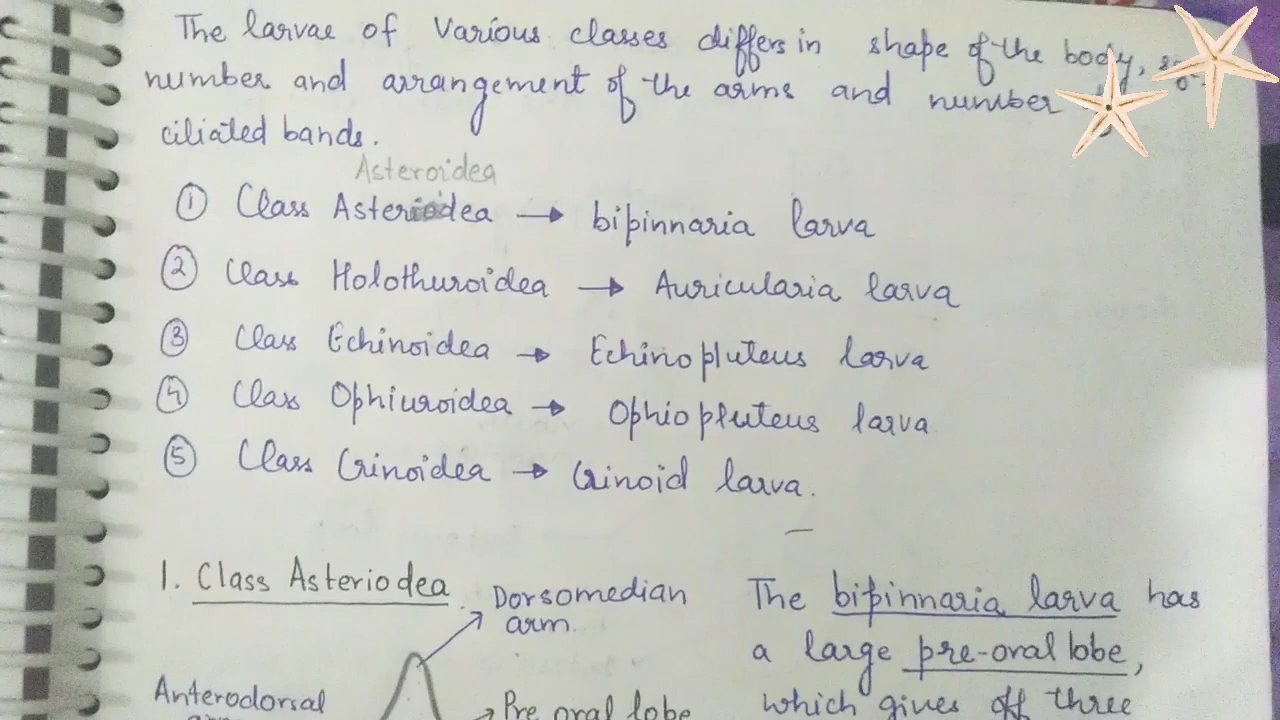 The larvae of Various classes differs in shape of the body,
number and arrangement of the arms and number
ciliated bands.
Asteroidea
① Class Asteriodea → bipinnaria larva
② Class Holothuroidea → Auricularia larva
③ Class Echinoidea → Echinopluteus larva
④ Class Ophiuroidea → Ophiopluteus larva
⑤ Class Crinoidea → Crinoid larva.
1. Class Asteriodea
Dorsomedian
arm.
Anterodorsal
Pre oral lobe
The bipinnaria larva has
a large pre-oral lobe,
which gives off three